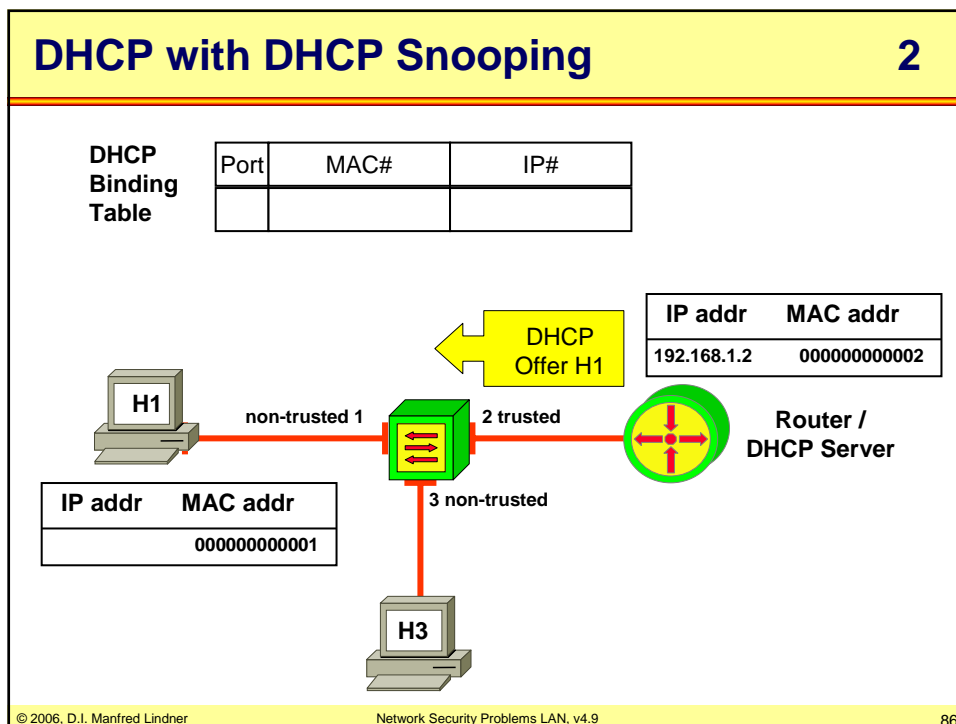 DHCP with DHCP Snooping 2
DHCP
Binding
Table
Port MAC# IP#
DHCP
Offer H1
IP addr MAC addr
192.168.1.2 000000000002
H1
non-trusted 1
2 trusted
Router /
DHCP Server
IP addr MAC addr
000000000001
3 non-trusted
H3
© 2006, D.I. Manfred Lindner
Network Security Problems LAN, v4.9
86